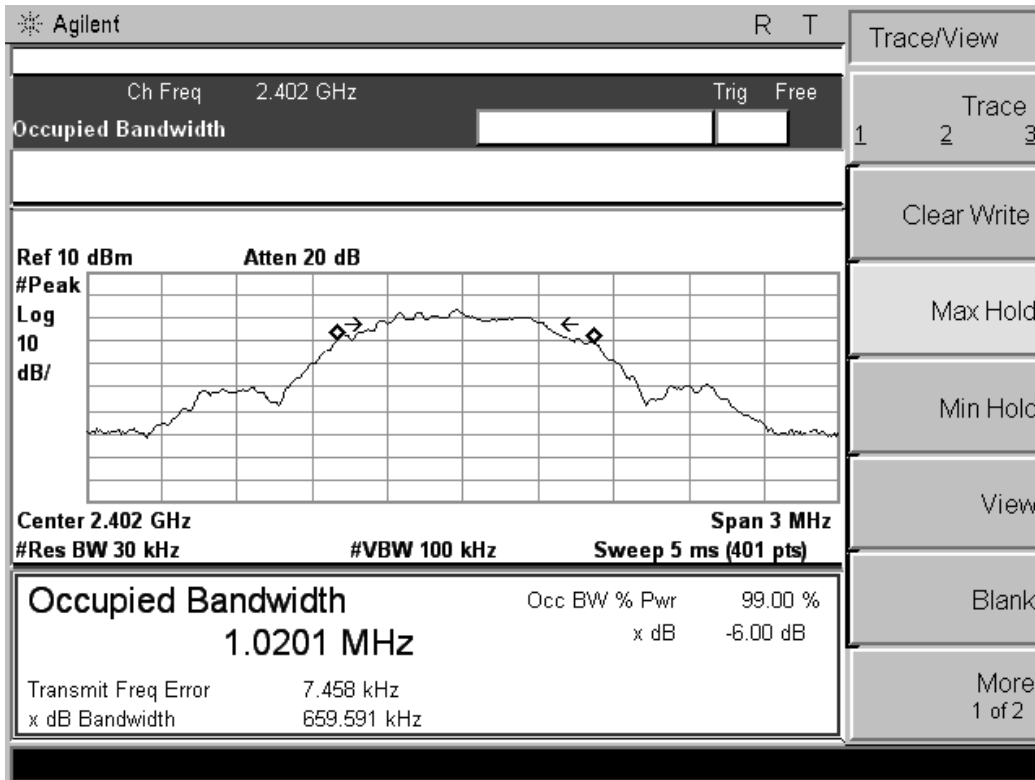 Agilent R T
Trace/View
Ch Freq 2.402 GHz Trig Free
Occupied Bandwidth
Trace
1 2 3
Clear Write
Ref 10 dBm Atten 20 dB
#Peak
Log
10
dB/
Max Hold
Min Hold
View
Center 2.402 GHz Span 3 MHz
#Res BW 30 kHz #VBW 100 kHz Sweep 5 ms (401 pts)
Occupied Bandwidth
1.0201 MHz
Occ BW % Pwr 99.00 %
x dB -6.00 dB
Transmit Freq Error 7.458 kHz
x dB Bandwidth 659.591 kHz
Blank
More
1 of 2